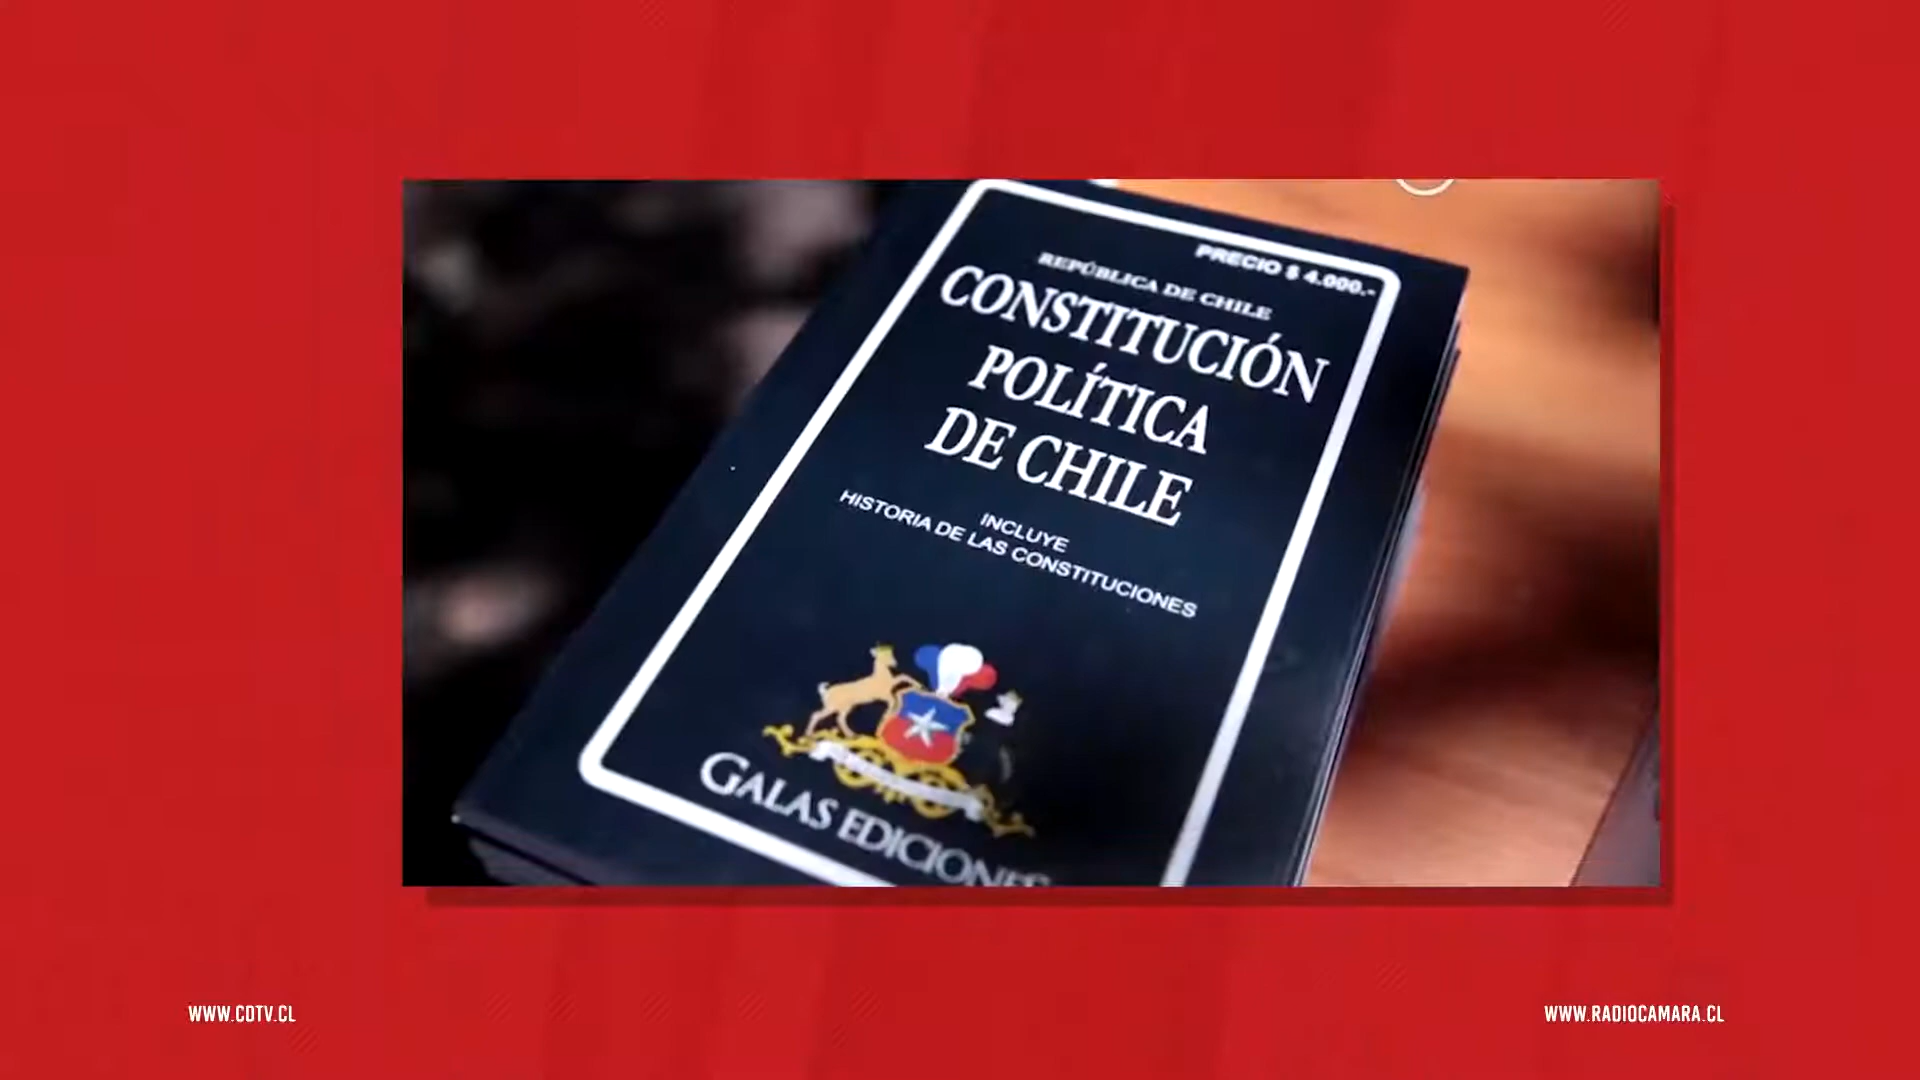 PRECIO $ 4.000.-
REPÚBLICA DE CHILE
CONSTITUCIÓN
POLÍTICA
DE CHILE
INCLUYE
HISTORIA DE LAS CONSTITUCIONES
GALAS EDICIONES
WWW.CDTV.CL
WWW.RADIOCAMARA.CL